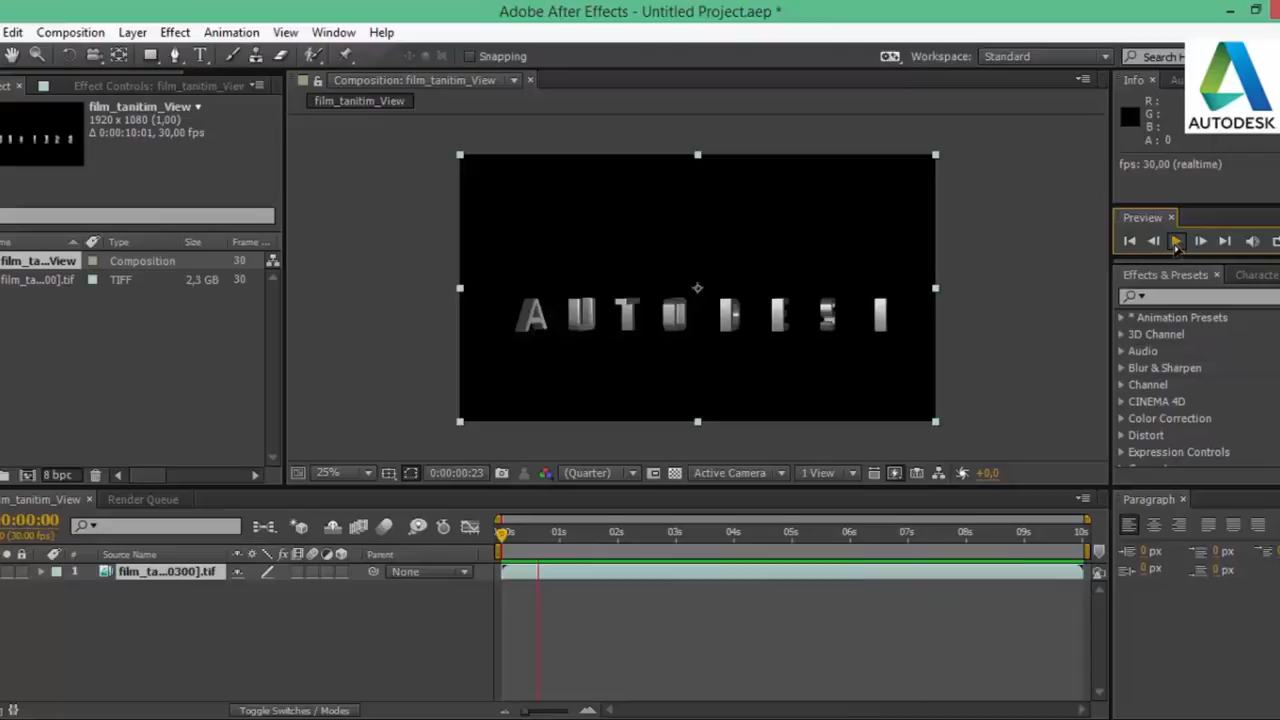 Adobe After Effects - Untitled Project.aep *
Edit Composition Layer Effect Animation View Window Help
Snapping
Workspace: Standard
Search H
AUTODESK
Effect Controls: film_tanitim_View
Composition: film_tanitim_View
Info
film_tanitim_View
film_tanitim_View
1920 x 1080 (1,00)
Δ 0:00:10:01, 30,00 fps
R :
G :
B :
A : 0
fps: 30,00 (realtime)
Preview
Type Size Frame ...
film_ta...View Composition 30
film_ta...00].tif TIFF 2,3 GB 30
A U T O D E S I
Effects & Presets
* Animation Presets
3D Channel
Audio
Blur & Sharpen
Channel
CINEMA 4D
Color Correction
Distort
Expression Controls
8 bpc
25% 0:00:00:23 (Quarter) Active Camera 1 View +0,0
Render Queue
Paragraph
00:00:00
(30.00 fps)
01s 02s 03s 04s 05s 06s 07s 08s 09s 10s
# Source Name fx Parent
1 film_ta...0300].tif None
0 px 0 px
0 px 0 px
Toggle Switches / Modes